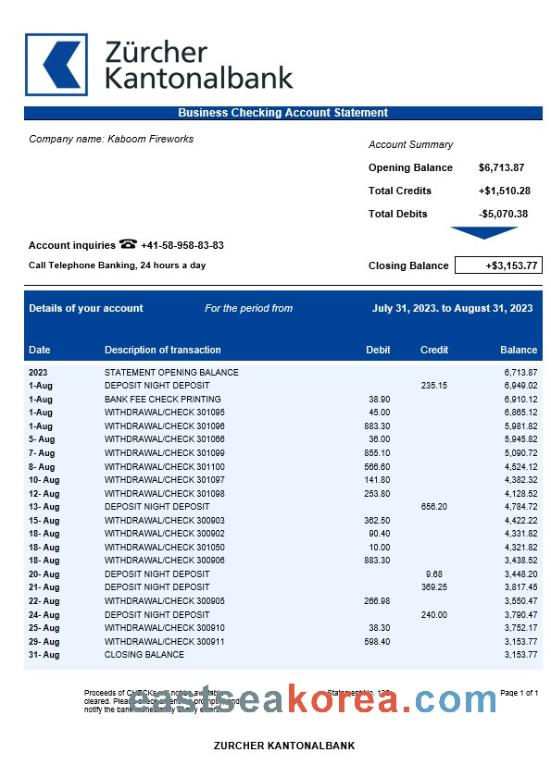 Zürcher
Kantonalbank
Business Checking Account Statement
Company name: Kaboom Fireworks
Account Summary
Opening Balance $6,713.87
Total Credits +$1,510.28
Total Debits -$5,070.38
Account inquiries ☎ +41-58-958-83-83
Call Telephone Banking, 24 hours a day
Closing Balance +$3,153.77
Details of your account For the period from July 31, 2023. to August 31, 2023
Date Description of transaction Debit Credit Balance
2023 STATEMENT OPENING BALANCE 6,713.87
1-Aug DEPOSIT NIGHT DEPOSIT 235.15 6,949.02
1-Aug BANK FEE CHECK PRINTING 38.90 6,910.12
1-Aug WITHDRAWAL/CHECK 301095 45.00 6,865.12
1-Aug WITHDRAWAL/CHECK 301096 883.30 5,981.82
5- Aug WITHDRAWAL/CHECK 301066 36.00 5,945.82
7- Aug WITHDRAWAL/CHECK 301099 855.10 5,090.72
8- Aug WITHDRAWAL/CHECK 301100 566.60 4,524.12
10- Aug WITHDRAWAL/CHECK 301097 141.80 4,382.32
12- Aug WITHDRAWAL/CHECK 301098 253.80 4,128.52
13- Aug DEPOSIT NIGHT DEPOSIT 656.20 4,784.72
15- Aug WITHDRAWAL/CHECK 300903 362.50 4,422.22
18- Aug WITHDRAWAL/CHECK 300902 90.40 4,331.82
18- Aug WITHDRAWAL/CHECK 301050 10.00 4,321.82
18- Aug WITHDRAWAL/CHECK 300906 883.30 3,438.52
20- Aug DEPOSIT NIGHT DEPOSIT 9.68 3,448.20
21- Aug DEPOSIT NIGHT DEPOSIT 369.25 3,817.45
22- Aug WITHDRAWAL/CHECK 300905 266.98 3,550.47
24- Aug DEPOSIT NIGHT DEPOSIT 240.00 3,790.47
25- Aug WITHDRAWAL/CHECK 300910 38.30 3,752.17
29- Aug WITHDRAWAL/CHECK 300911 598.40 3,153.77
31- Aug CLOSING BALANCE 3,153.77
Proceeds of Statement No. Page 1 of 1
cleared.
notify the bank
eastseakorea.com
ZURCHER KANTONALBANK